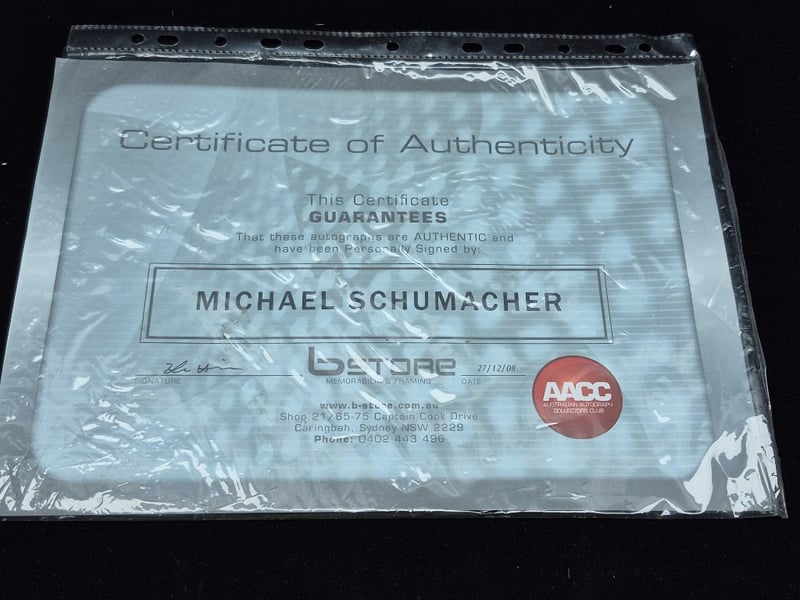 Certificate of Authenticity
This Certificate
GUARANTEES
That these autographs are AUTHENTIC and
have been Personally Signed by:
MICHAEL SCHUMACHER
SIGNATURE
bSTORE
MEMORABILIA & FRAMING
DATE
27/12/08
www.b-store.com.au
Shop 21/65-75 Captain Cook Drive
Caringbah, Sydney NSW 2229
Phone: 0402 443 496
AACC
AUSTRALIAN AUTOGRAPH
COLLECTORS CLUB